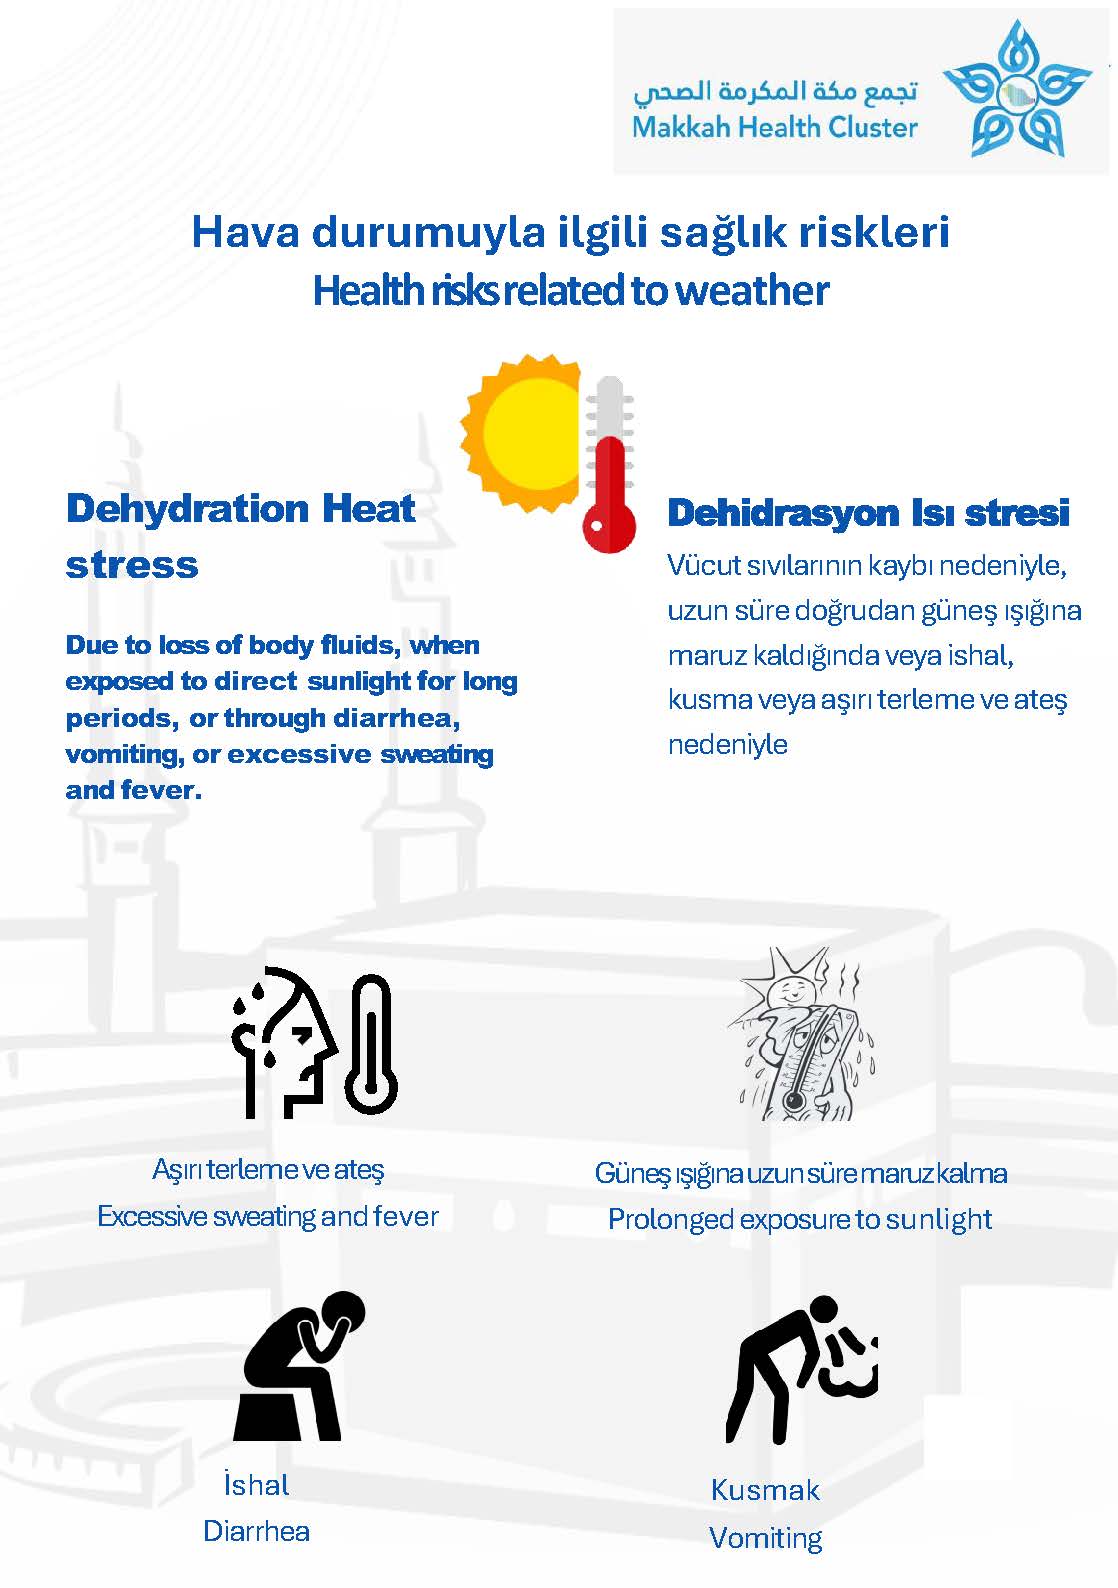 تجمع مكة المكرمة الصحي
Makkah Health Cluster
Hava durumuyla ilgili sağlık riskleri
Health risks related to weather
Dehydration Heat
stress
Due to loss of body fluids, when
exposed to direct sunlight for long
periods, or through diarrhea,
vomiting, or excessive sweating
and fever.
Dehidrasyon Isı stresi
Vücut sıvılarının kaybı nedeniyle,
uzun süre doğrudan güneş ışığına
maruz kaldığında veya ishal,
kusma veya aşırı terleme ve ateş
nedeniyle
Aşırı terleme ve ateş
Excessive sweating and fever
Güneş ışığına uzun süre maruz kalma
Prolonged exposure to sunlight
İshal
Diarrhea
Kusmak
Vomiting